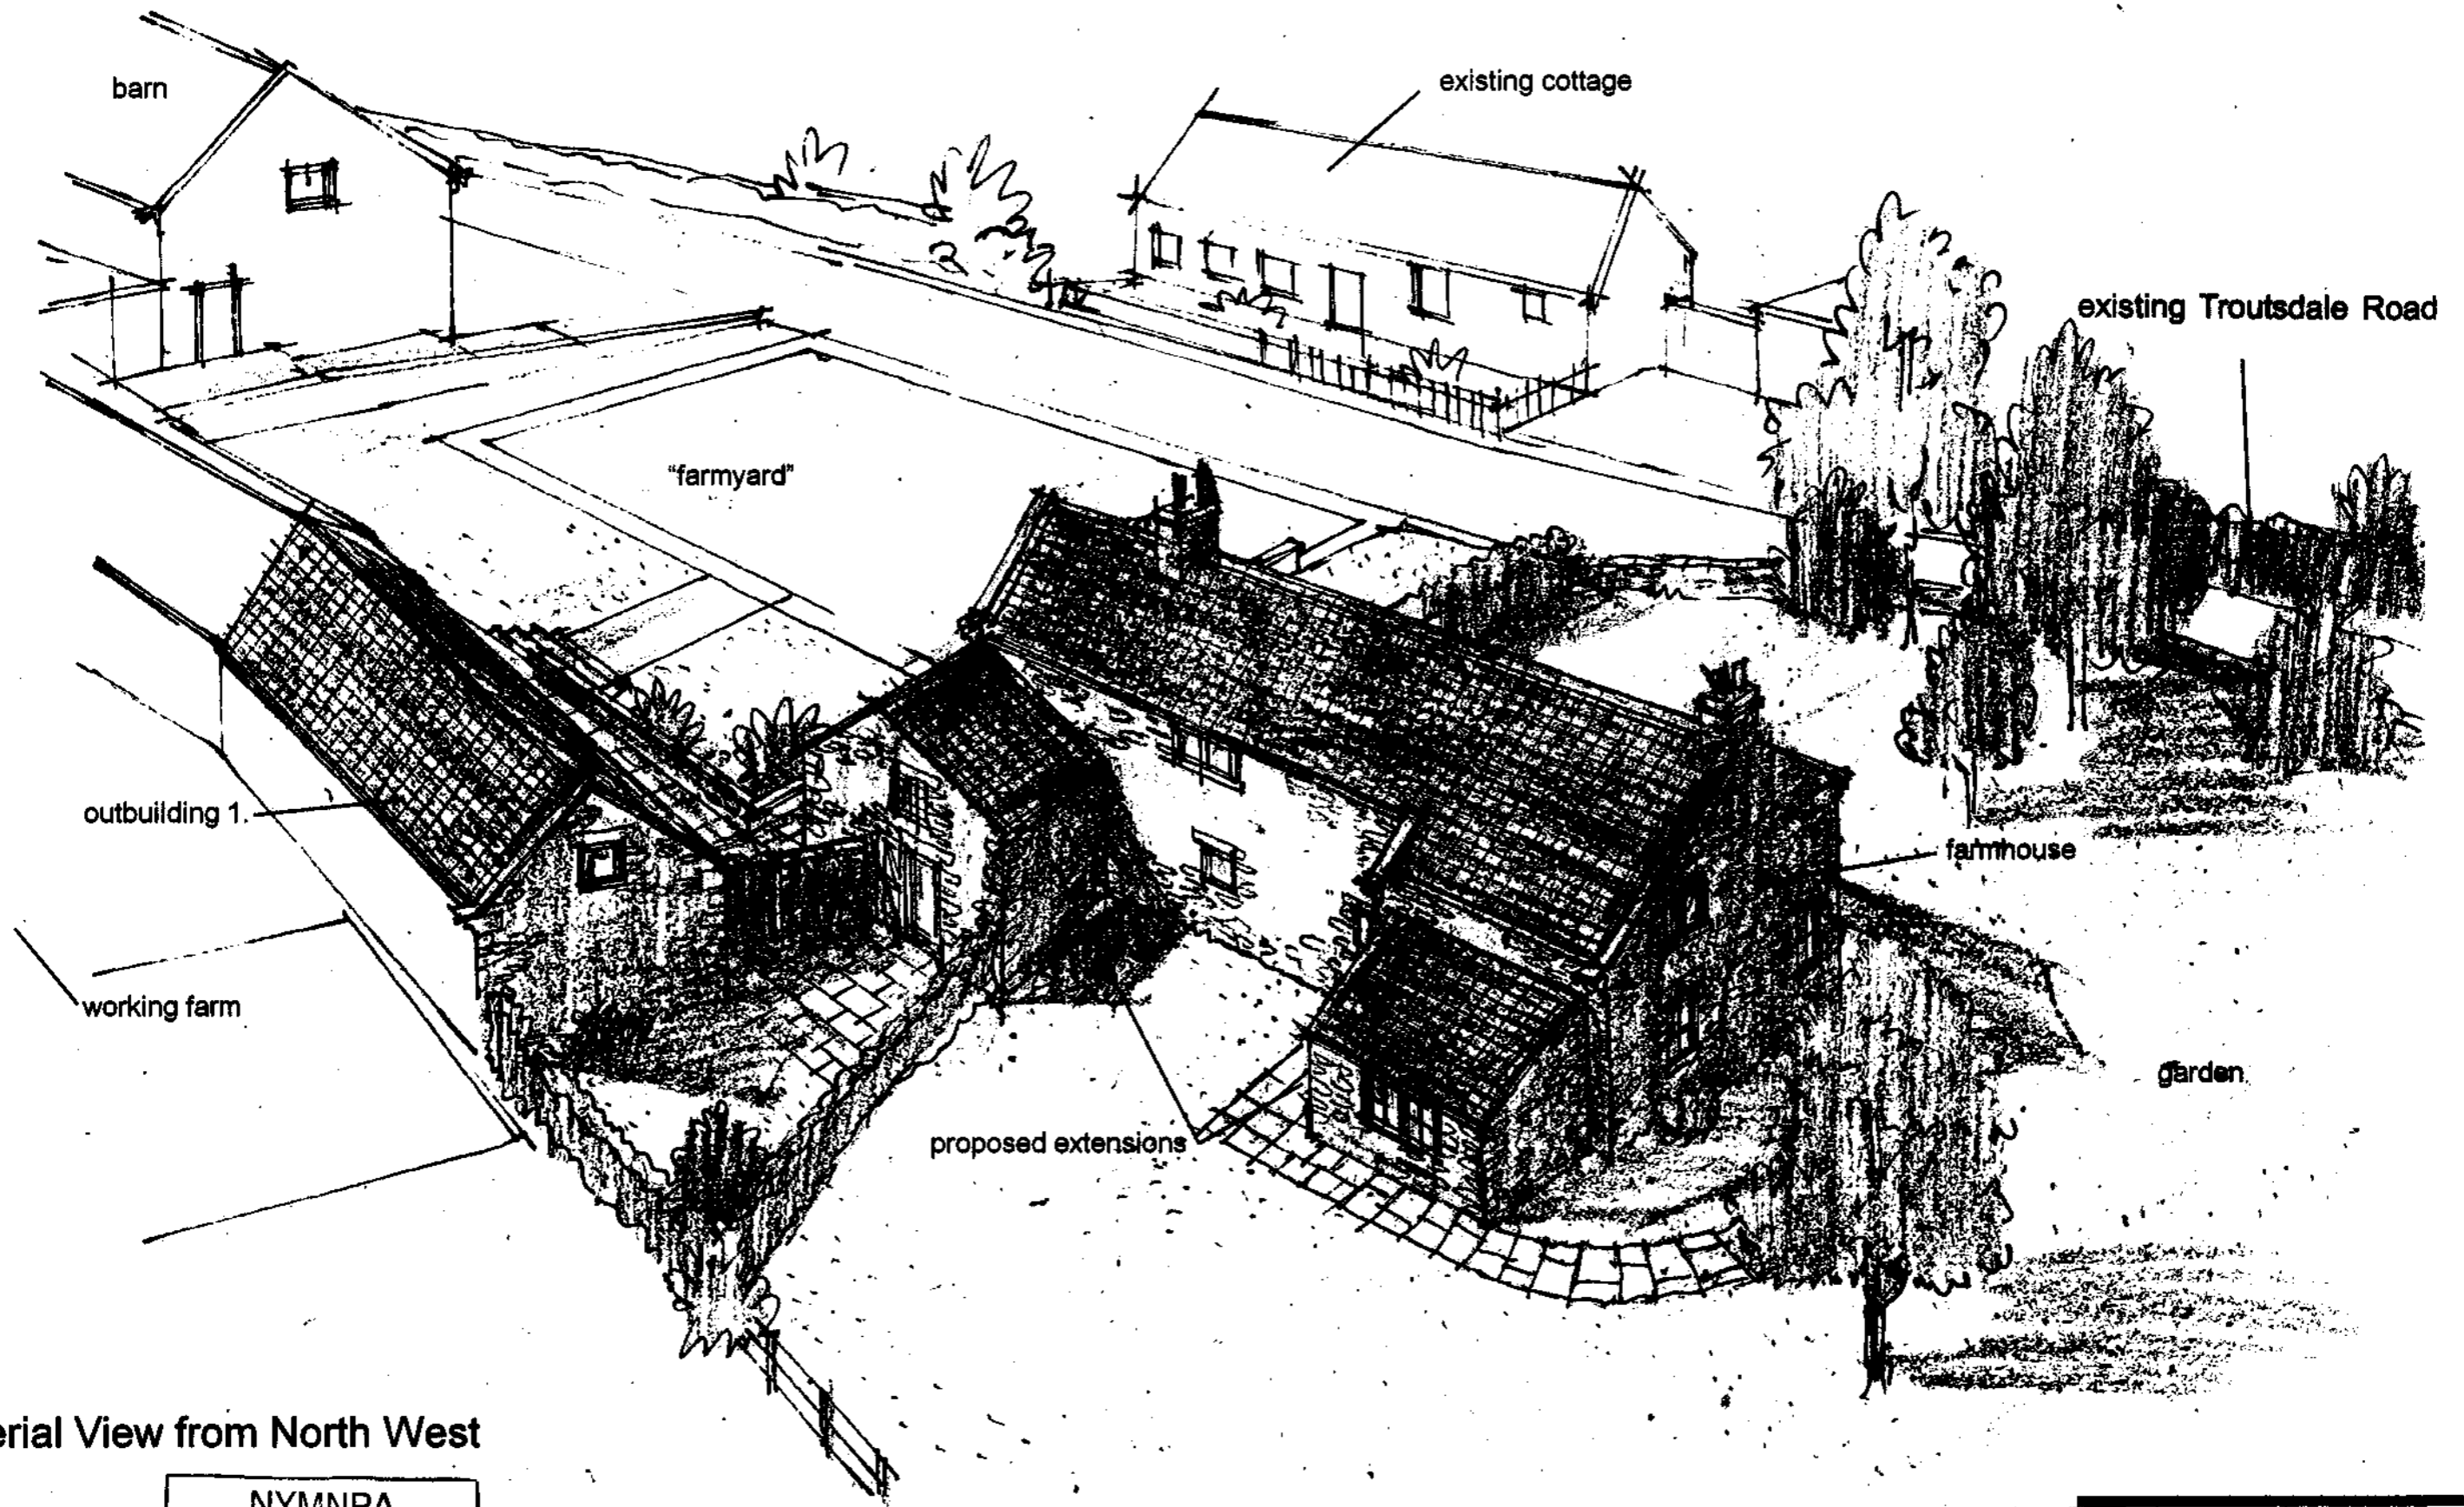 barn
existing cottage
existing Troutsdale Road
"farmyard"
outbuilding 1.
farmhouse
working farm
garden
proposed extensions
erial View from North West
NYMNPA